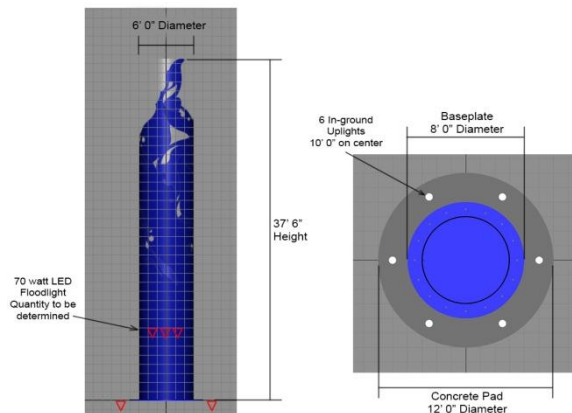 6' 0" Diameter
37' 6"
Height
70 watt LED
Floodlight
Quantity to be
determined
6 In-ground
Uplights
10' 0" on center
Baseplate
8' 0" Diameter
Concrete Pad
12' 0" Diameter